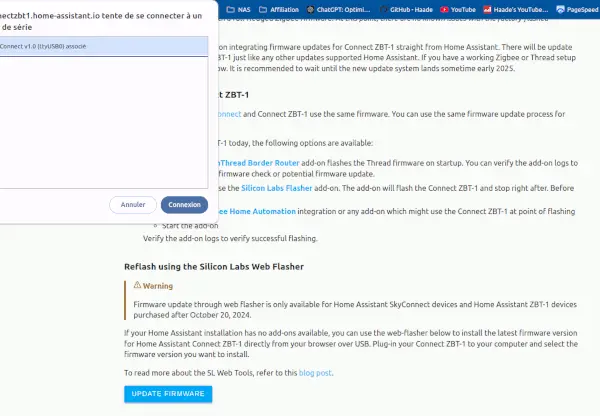 nectzbt1.home-assistant.io tente de se connecter à un
de série
Connect v1.0 (ttyUSB0) associé
Annuler
Connexion
NAS
Affiliation
ChatGPT: Optimi...
GitHub - Haade
YouTube
Haade's YouTube...
PageSpeed
on integrating firmware updates for Connect ZBT-1 straight from Home Assistant. There will be update
BT-1 just like any other updates supported Home Assistant. If you have a working Zigbee or Thread setup
ow. It is recommended to wait until the new update system lands sometime early 2025.
ct ZBT-1
onnect and Connect ZBT-1 use the same firmware. You can use the same firmware update process for
T-1 today, the following options are available:
nThread Border Router add-on flashes the Thread firmware on startup. You can verify the add-on logs to
firmware check or potential firmware update.
use the Silicon Labs Flasher add-on. The add-on will flash the Connect ZBT-1 and stop right after. Before
ce Home Automation integration or any add-on which might use the Connect ZBT-1 at point of flashing
Start the add-on
Verify the add-on logs to verify successful flashing.
Reflash using the Silicon Labs Web Flasher
Warning
Firmware update through web flasher is only available for Home Assistant SkyConnect devices and Home Assistant ZBT-1 devices
purchased after October 20, 2024.
If your Home Assistant installation has no add-ons available, you can use the web-flasher below to install the latest firmware version
for Home Assistant Connect ZBT-1 directly from your browser over USB. Plug-in your Connect ZBT-1 to your computer and select the
firmware version you want to install.
To read more about the SL Web Tools, refer to this blog post.
UPDATE FIRMWARE